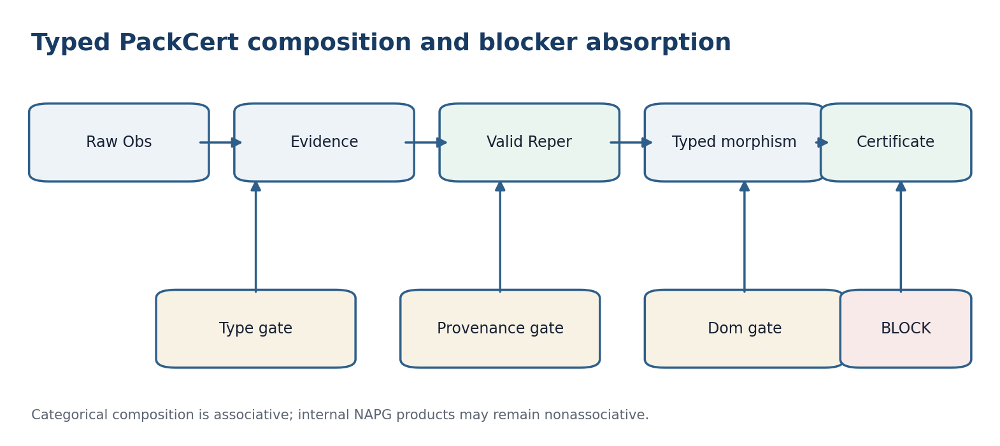 Typed PackCert composition and blocker absorption
Raw Obs
Evidence
Valid Reper
Typed morphism
Certificate
Type gate
Provenance gate
Dom gate
BLOCK
Categorical composition is associative; internal NAPG products may remain nonassociative.